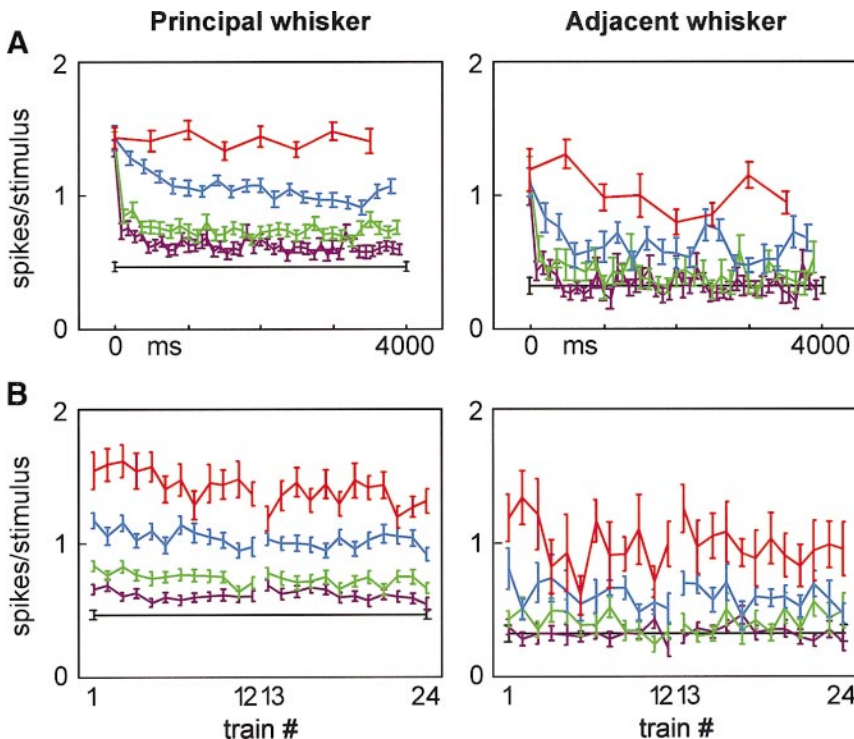 Principal whisker
Adjacent whisker
A
spikes/stimulus
2
1
0
0 ms 4000
2
1
0
0 ms 4000
B
spikes/stimulus
2
1
0
1 12 13 24
train #
2
1
0
1 12 13 24
train #